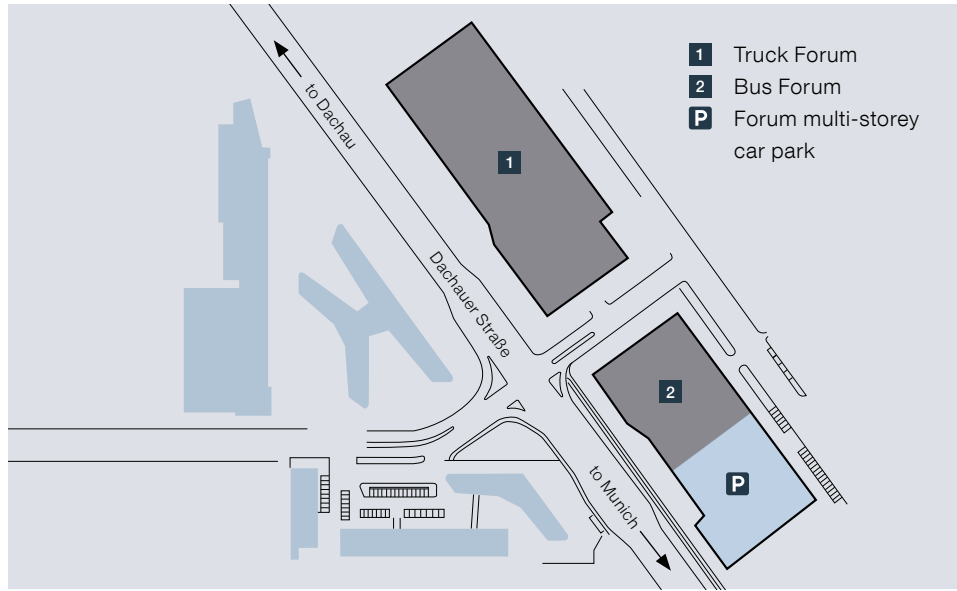 1 Truck Forum
2 Bus Forum
P Forum multi-storey
car park
to Dachau
1
Dachauer Straße
2
P
to Munich